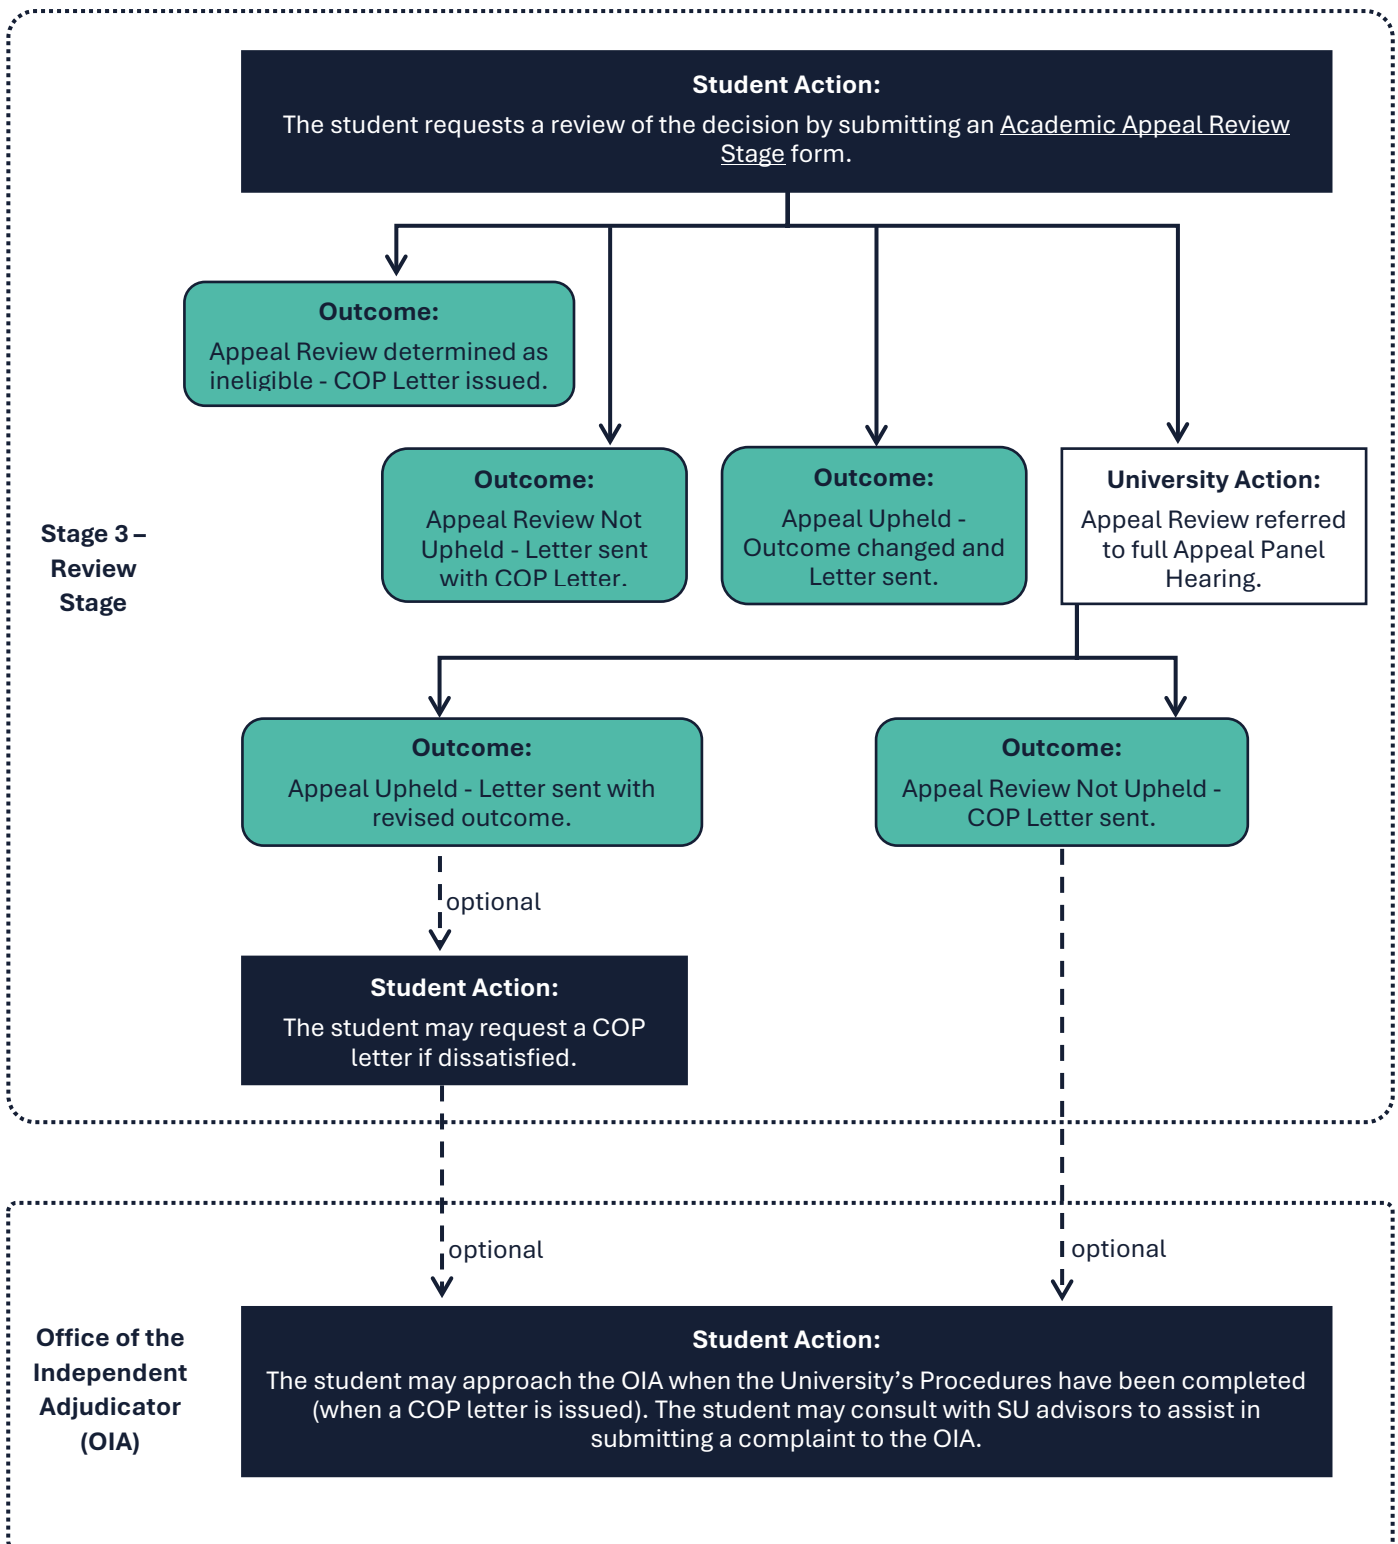 Student Action:
The student requests a review of the decision by submitting an Academic Appeal Review
Stage form.
Outcome:
Appeal Review determined as
ineligible - COP Letter issued.
Outcome:
Appeal Review Not
Upheld - Letter sent
with COP Letter.
Outcome:
Appeal Upheld -
Outcome changed and
Letter sent.
University Action:
Appeal Review referred
to full Appeal Panel
Hearing.
Stage 3 –
Review
Stage
Outcome:
Appeal Upheld - Letter sent with
revised outcome.
Outcome:
Appeal Review Not Upheld -
COP Letter sent.
optional
Student Action:
The student may request a COP
letter if dissatisfied.
optional
optional
Office of the
Independent
Adjudicator
(OIA)
Student Action:
The student may approach the OIA when the University’s Procedures have been completed
(when a COP letter is issued). The student may consult with SU advisors to assist in
submitting a complaint to the OIA.